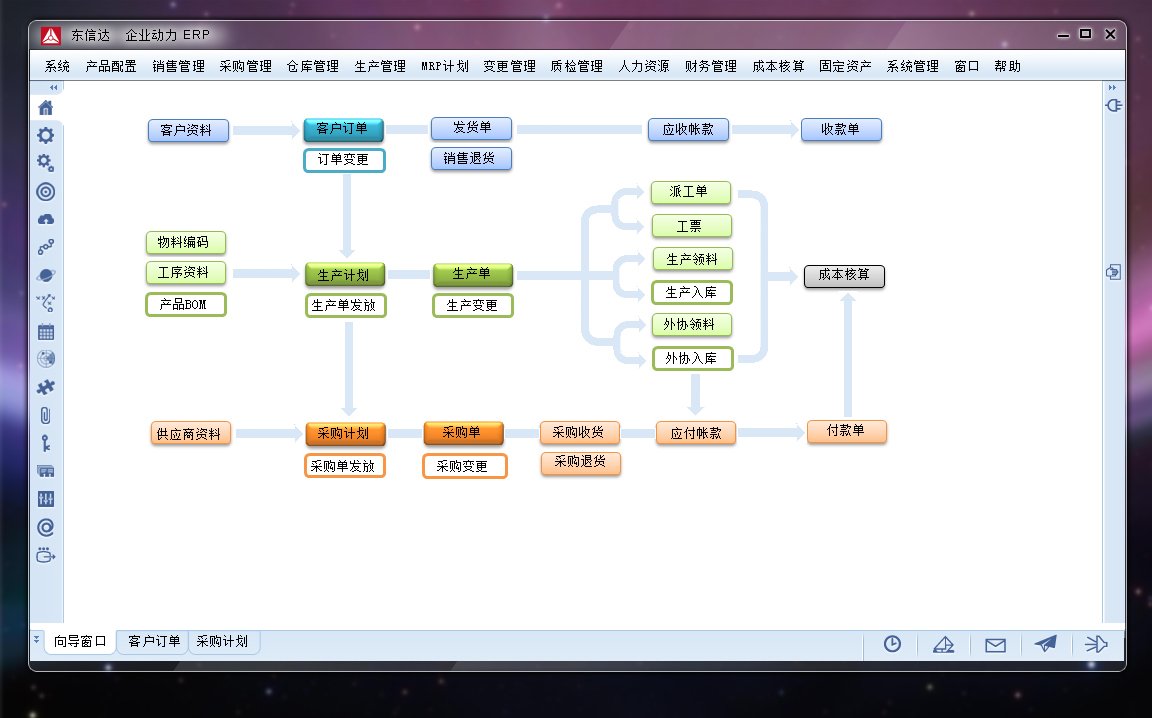 东信达 企业动力 ERP
系统 产品配置 销售管理 采购管理 仓库管理 生产管理 MRP计划 变更管理 质检管理 人力资源 财务管理 成本核算 固定资产 系统管理 窗口 帮助
客户资料 客户订单 发货单 应收帐款 收款单
订单变更 销售退货
派工单
工票
物料编码
生产领料
工序资料 生产计划 生产单 成本核算
生产入库
产品BOM 生产单发放 生产变更
外协领料
外协入库
供应商资料 采购计划 采购单 采购收货 应付帐款 付款单
采购单发放 采购变更 采购退货
向导窗口 客户订单 采购计划